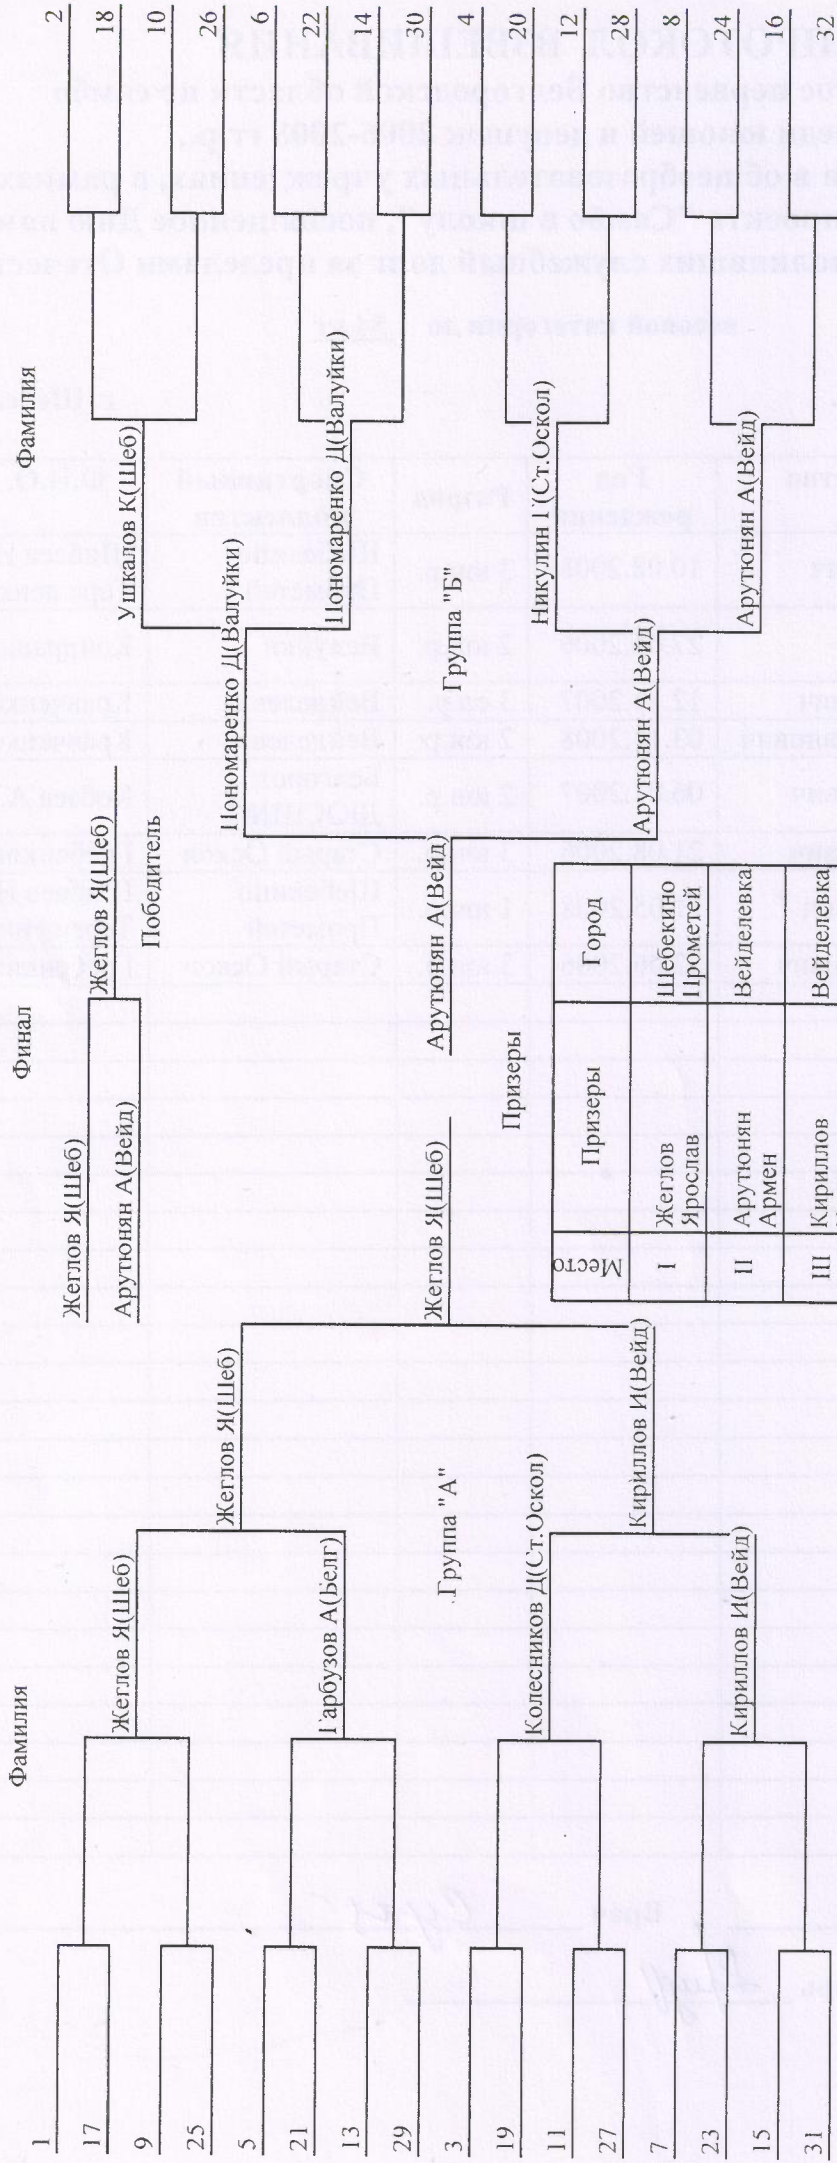 Фамилия
Финал
Фамилия
1
17
9
25
5
21
13
29
3
19
11
27
7
23
15
31
Жеглов Я(Шеб)
Гарбузов А(Белг)
Колесников Д(Ст.Оскол)
Кириллов И(Вейд)
Жеглов Я(Шеб)
Кириллов И(Вейд)
Группа "А"
Жеглов Я(Шеб)
Жеглов Я(Шеб)
Арутюнян А(Вейд)
Жеглов Я(Шеб)
Победитель
Арутюнян А(Вейд)
Призеры
Место Призеры Город
I Жеглов Ярослав Шебекино Прометей
II Арутюнян Армен Вейделевка
III Кириллов Вейделевка
Пономаренко Д(Валуйки)
Арутюнян А(Вейд)
Группа "Б"
Ушкалов К(Шеб)
Пономаренко Д(Валуйки)
Никулин Г(Ст.Оскол)
Арутюнян А(Вейд)
2
18
10
26
6
22
14
30
4
20
12
28
8
24
16
32